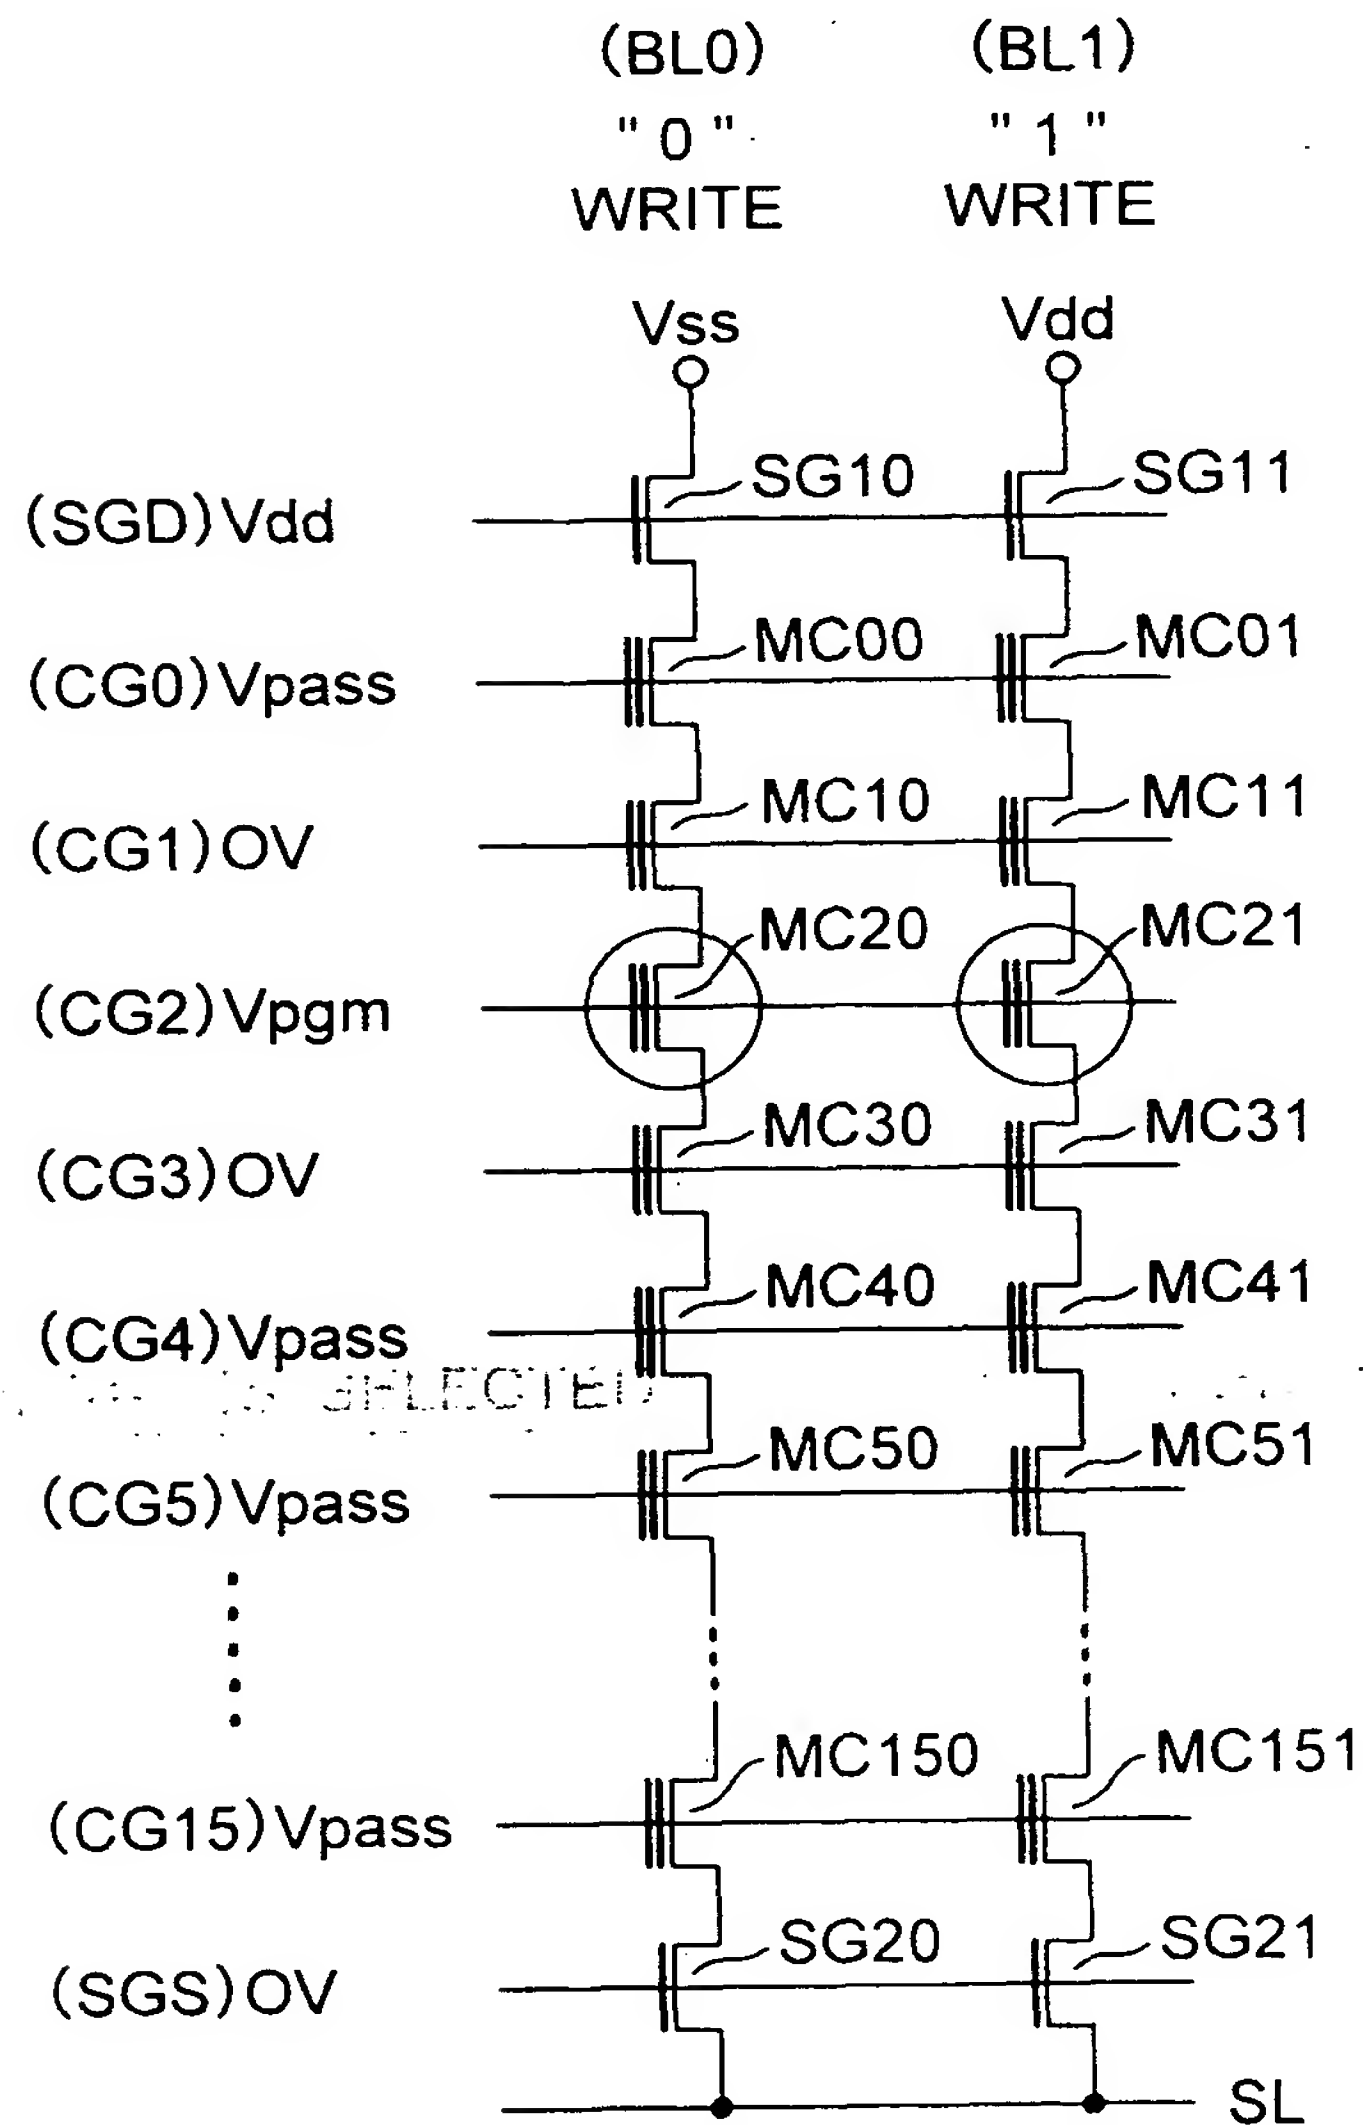 (BL0) (BL1)
"0" "1"
WRITE WRITE
Vss Vdd
(SGD)Vdd SG10 SG11
(CG0)Vpass MC00 MC01
(CG1)0V MC10 MC11
(CG2)Vpgm MC20 MC21
(CG3)0V MC30 MC31
(CG4)Vpass MC40 MC41
SELECTED
(CG5)Vpass MC50 MC51
(CG15)Vpass MC150 MC151
(SGS)0V SG20 SG21
SL